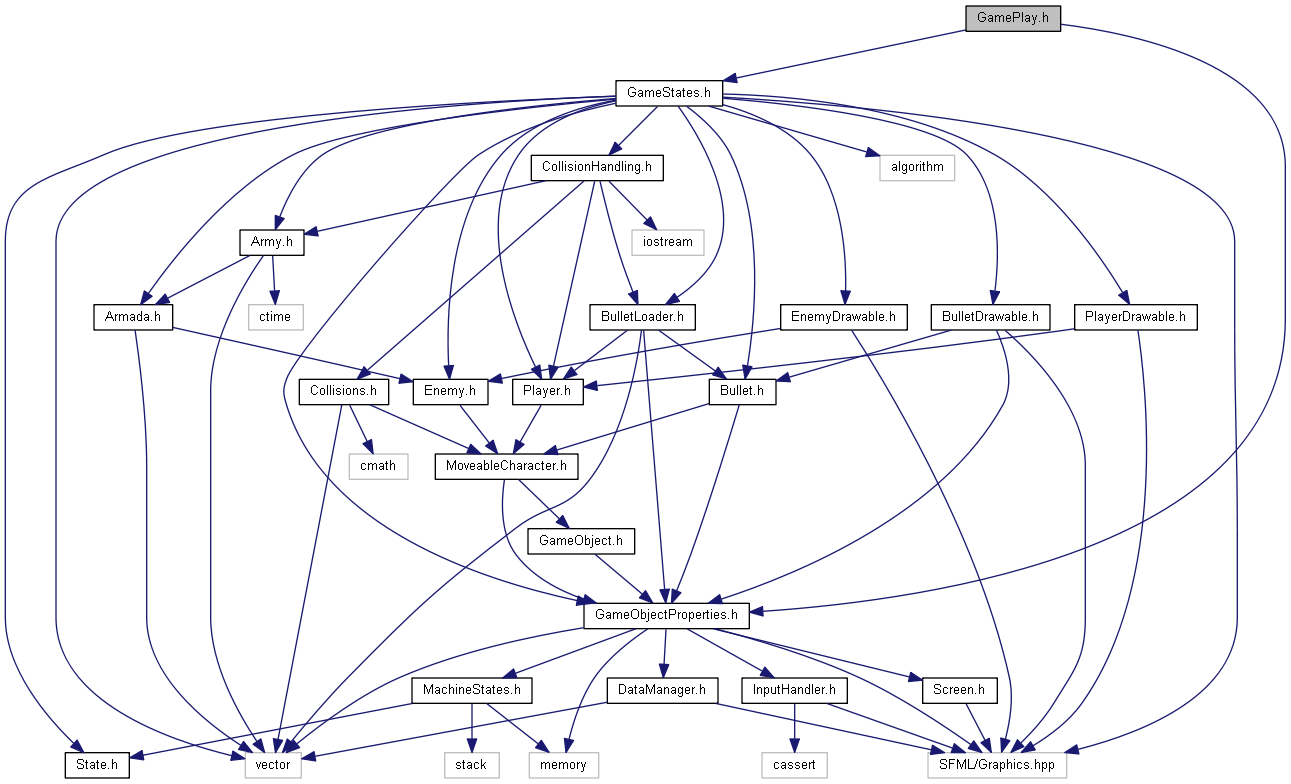 GamePlay.h
GameStates.h
CollisionHandling.h
algorithm
Army.h
iostream
Armada.h
ctime
BulletLoader.h
EnemyDrawable.h
BulletDrawable.h
PlayerDrawable.h
Collisions.h
Enemy.h
Player.h
Bullet.h
cmath
MoveableCharacter.h
GameObject.h
GameObjectProperties.h
MachineStates.h
DataManager.h
InputHandler.h
Screen.h
State.h
vector
stack
memory
cassert
SFML/Graphics.hpp